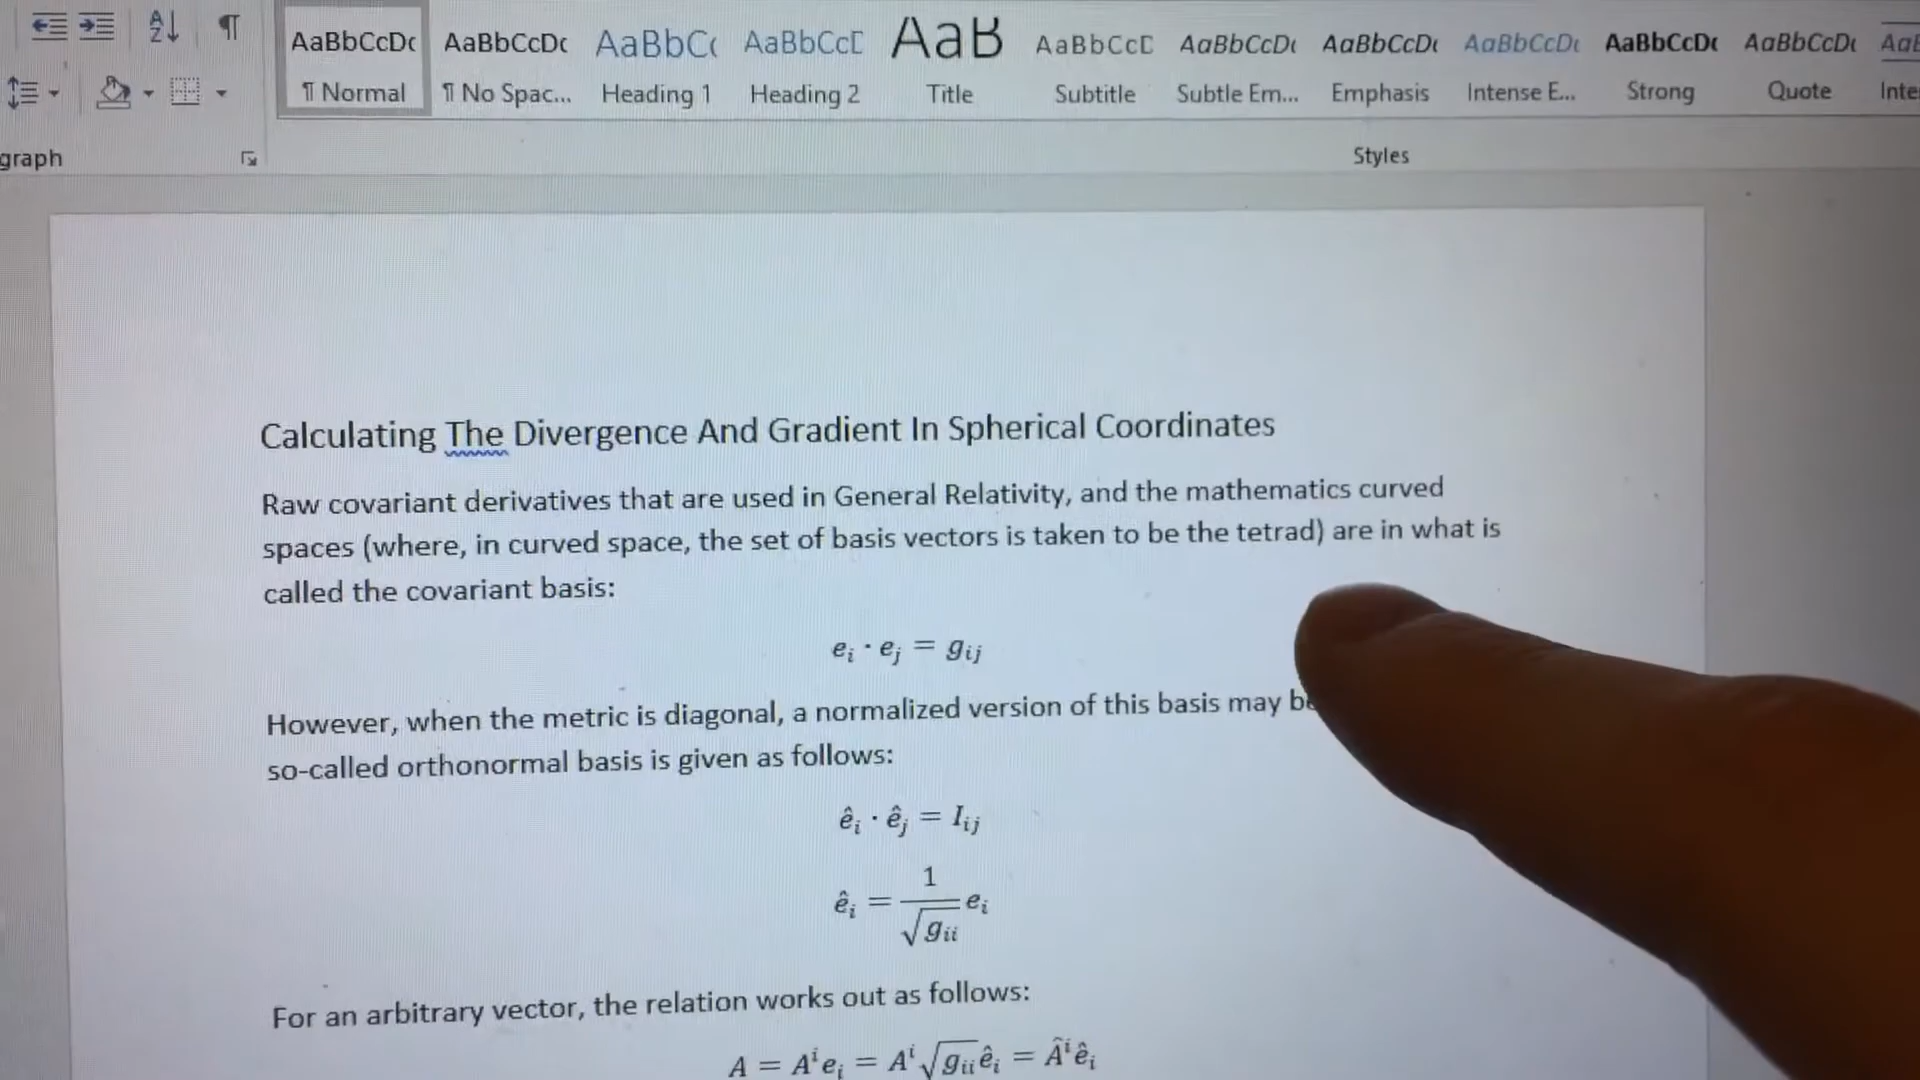 AaBbCcDc AaBbCcDc AaBbC( AaBbCcD AaB AaBbCcD AaBbCcDc AaBbCcDc AaBbCcDc AaBbCcDc AaBbCcDc
¶ Normal ¶ No Spac... Heading 1 Heading 2 Title Subtitle Subtle Em... Emphasis Intense E... Strong Quote Inte
graph
Styles
Calculating The Divergence And Gradient In Spherical Coordinates
Raw covariant derivatives that are used in General Relativity, and the mathematics curved
spaces (where, in curved space, the set of basis vectors is taken to be the tetrad) are in what is
called the covariant basis:
e_i · e_j = g_ij
However, when the metric is diagonal, a normalized version of this basis may be
so-called orthonormal basis is given as follows:
ê_i · ê_j = I_ij
ê_i = 1/√g_ii e_i
For an arbitrary vector, the relation works out as follows:
A = A^i e_i = A^i √g_ii ê_i = Â^i ê_i